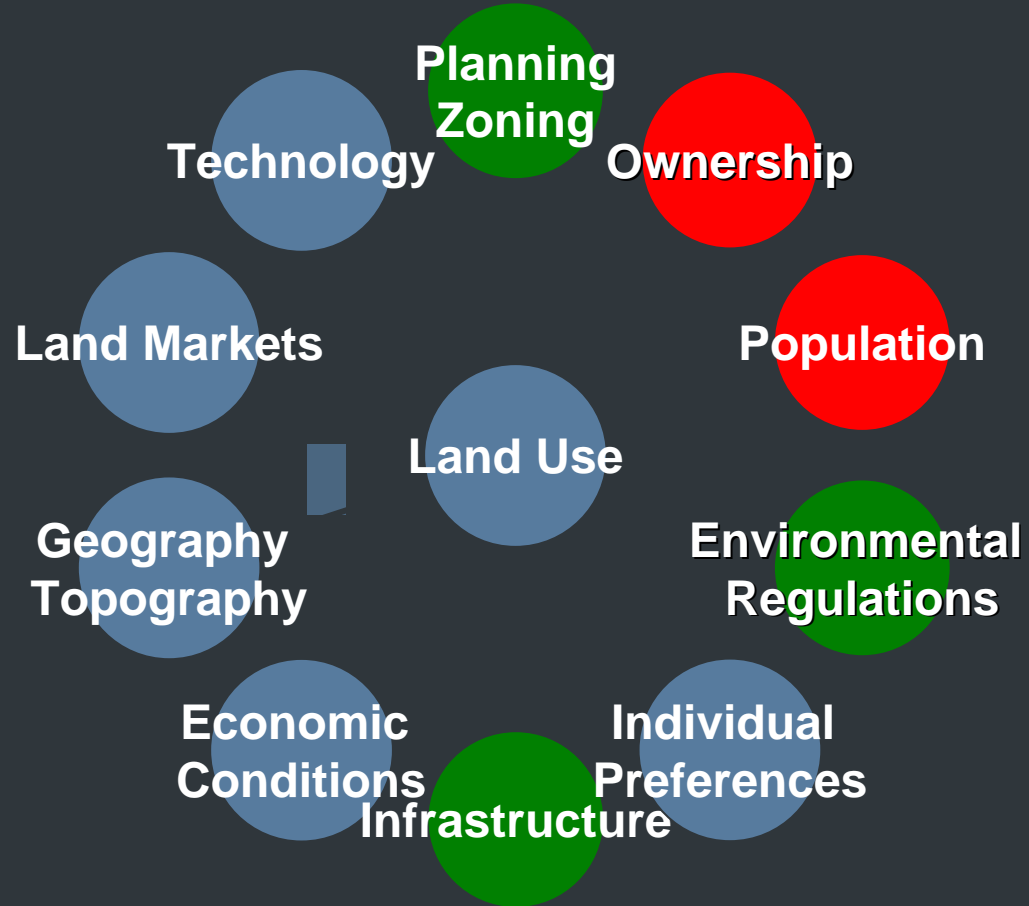 Planning
Zoning
Technology
Ownership
Land Markets
Population
Land Use
Geography
Topography
Environmental
Regulations
Economic
Conditions
Individual
Preferences
Infrastructure